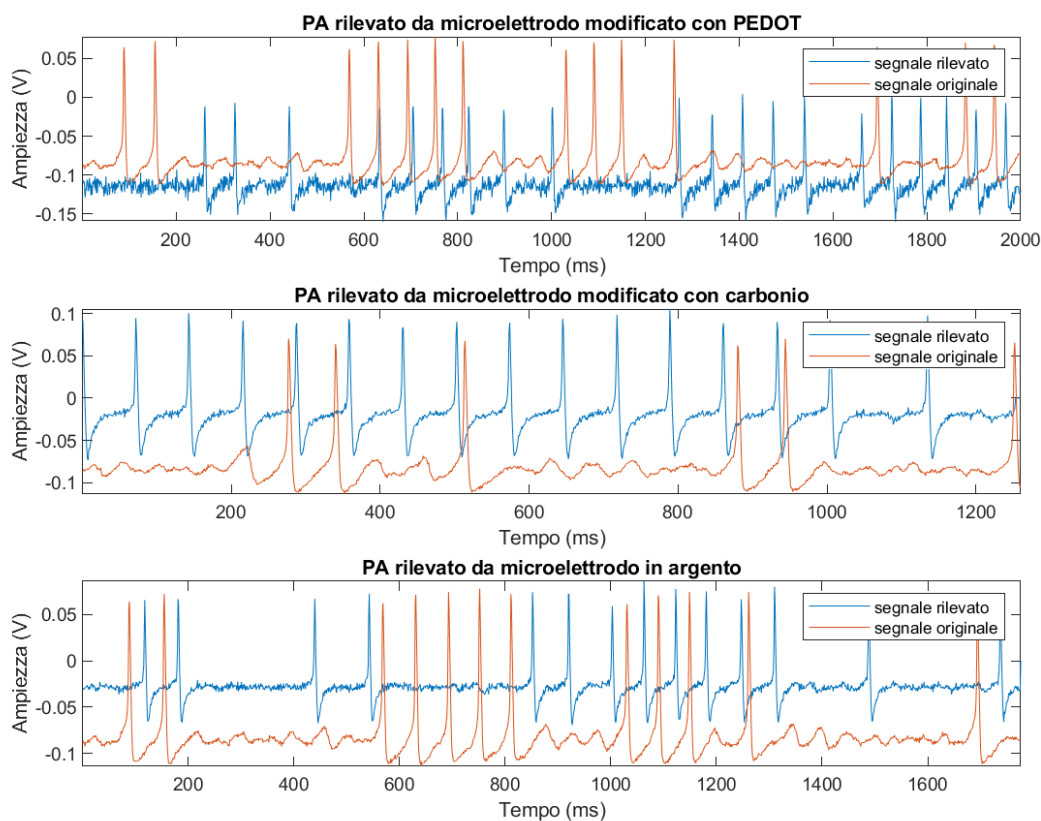 PA rilevato da microelettrodo modificato con PEDOT
segnale rilevato
segnale originale
0.05
0
-0.05
-0.1
-0.15
Ampiezza (V)
200 400 600 800 1000 1200 1400 1600 1800 2000
Tempo (ms)
PA rilevato da microelettrodo modificato con carbonio
segnale rilevato
segnale originale
0.1
0.05
0
-0.05
-0.1
Ampiezza (V)
200 400 600 800 1000 1200
Tempo (ms)
PA rilevato da microelettrodo in argento
segnale rilevato
segnale originale
0.05
0
-0.05
-0.1
Ampiezza (V)
200 400 600 800 1000 1200 1400 1600
Tempo (ms)